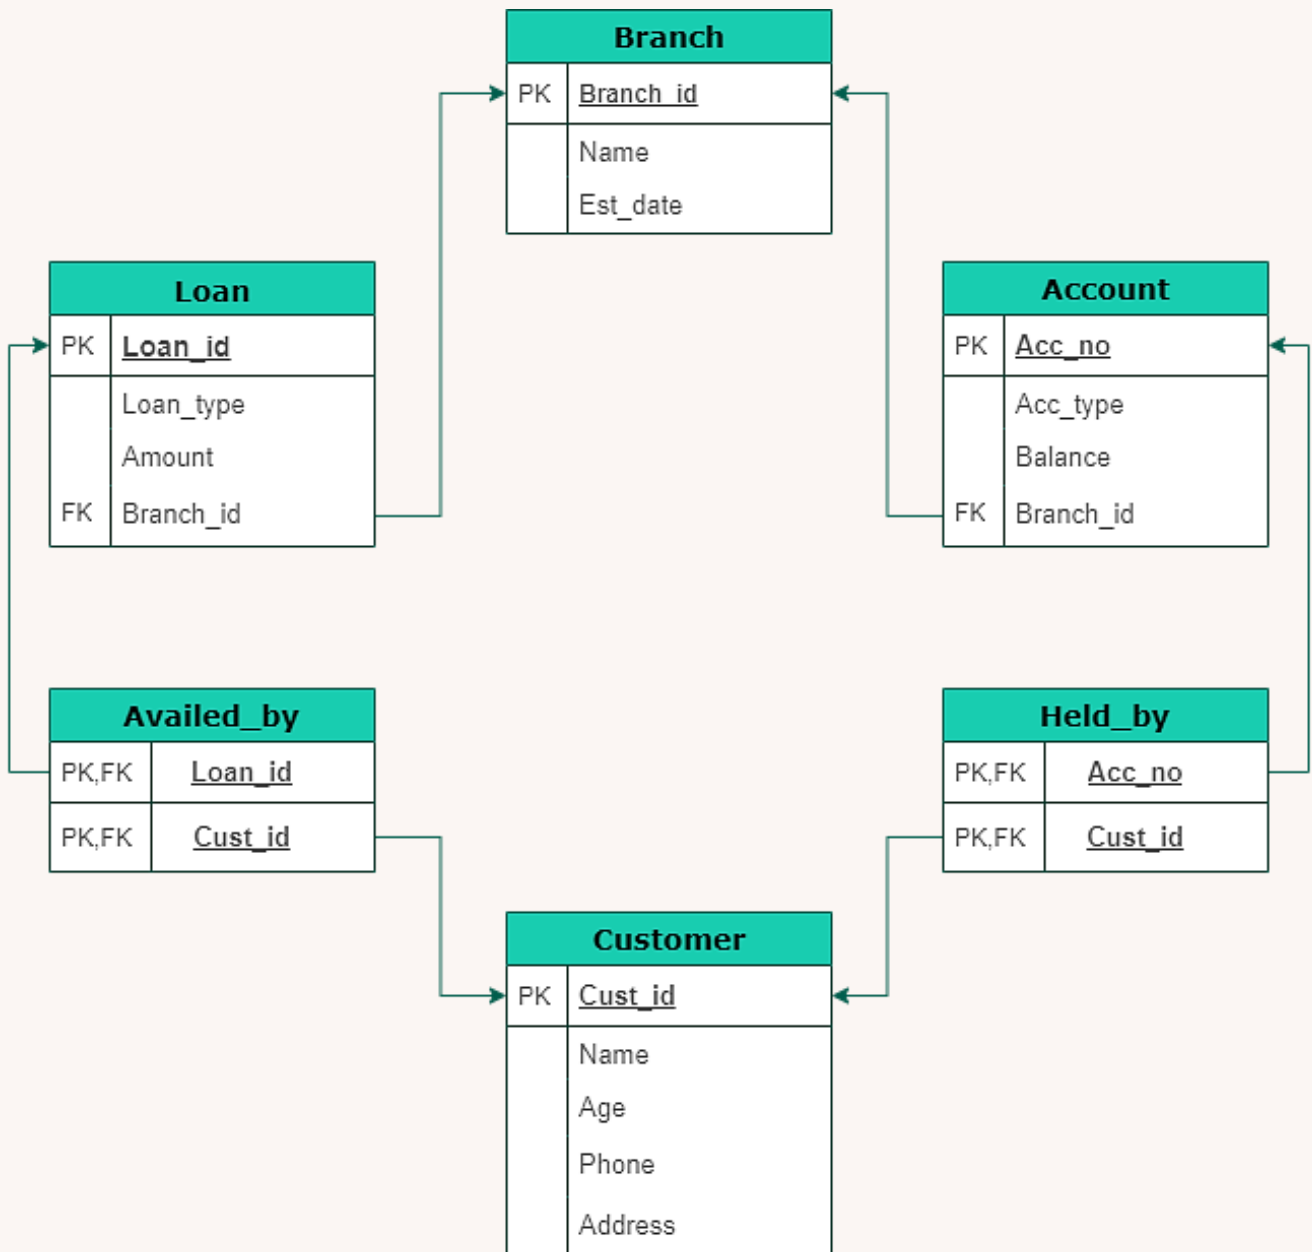 Branch
PK Branch_id
Name
Est_date
Loan
PK Loan_id
Loan_type
Amount
FK Branch_id
Account
PK Acc_no
Acc_type
Balance
FK Branch_id
Availed_by
PK,FK Loan_id
PK,FK Cust_id
Held_by
PK,FK Acc_no
PK,FK Cust_id
Customer
PK Cust_id
Name
Age
Phone
Address